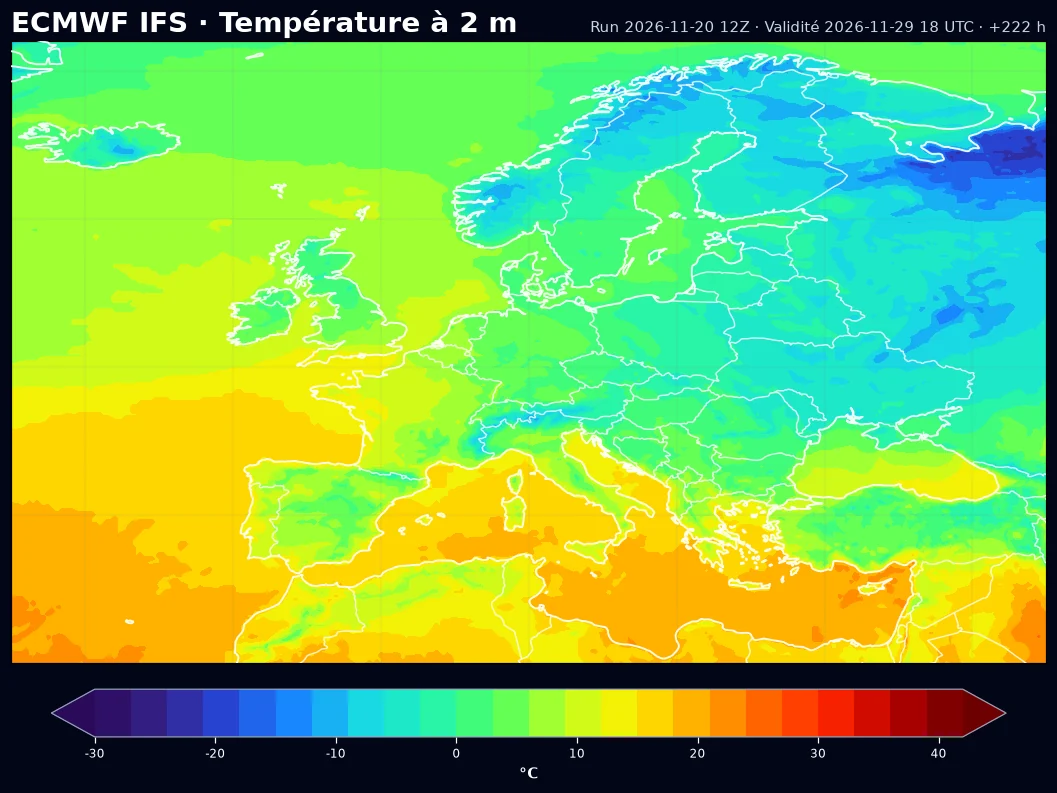 ECMWF IFS · Température à 2 m
Run 2026-11-20 12Z · Validité 2026-11-29 18 UTC · +222 h
-30 -20 -10 0 10 20 30 40
°C